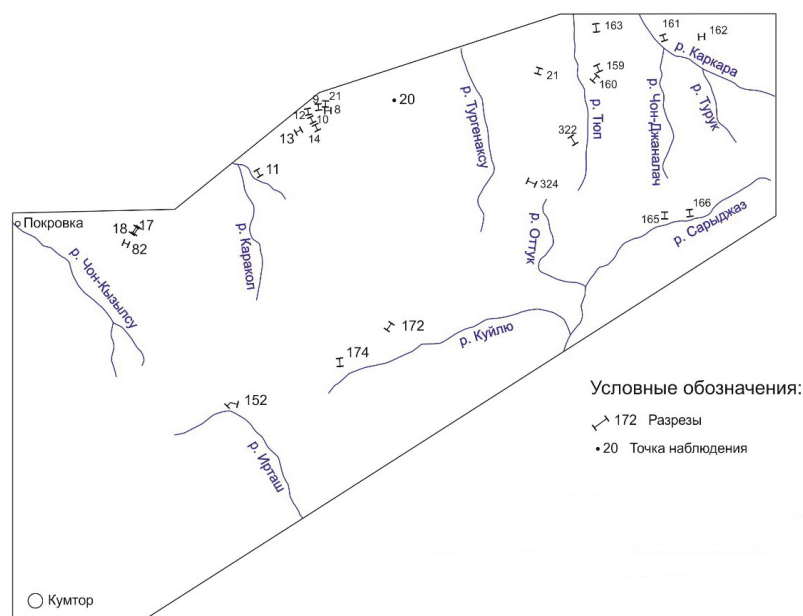 163
161
162
р. Каркара
159
21
160
9
21
12
8
10
13
14
20
р. Тургенаксу
р. Тюп
р. Чон-Джаналач
р. Турук
322
11
324
165
166
р. Сарыджаз
Покровка
18
17
82
р. Чон-Кызылсу
р. Каракол
р. Оттук
172
174
р. Куйлю
152
р. Ирташ
Условные обозначения:
172 Разрезы
20 Точка наблюдения
Кумтор